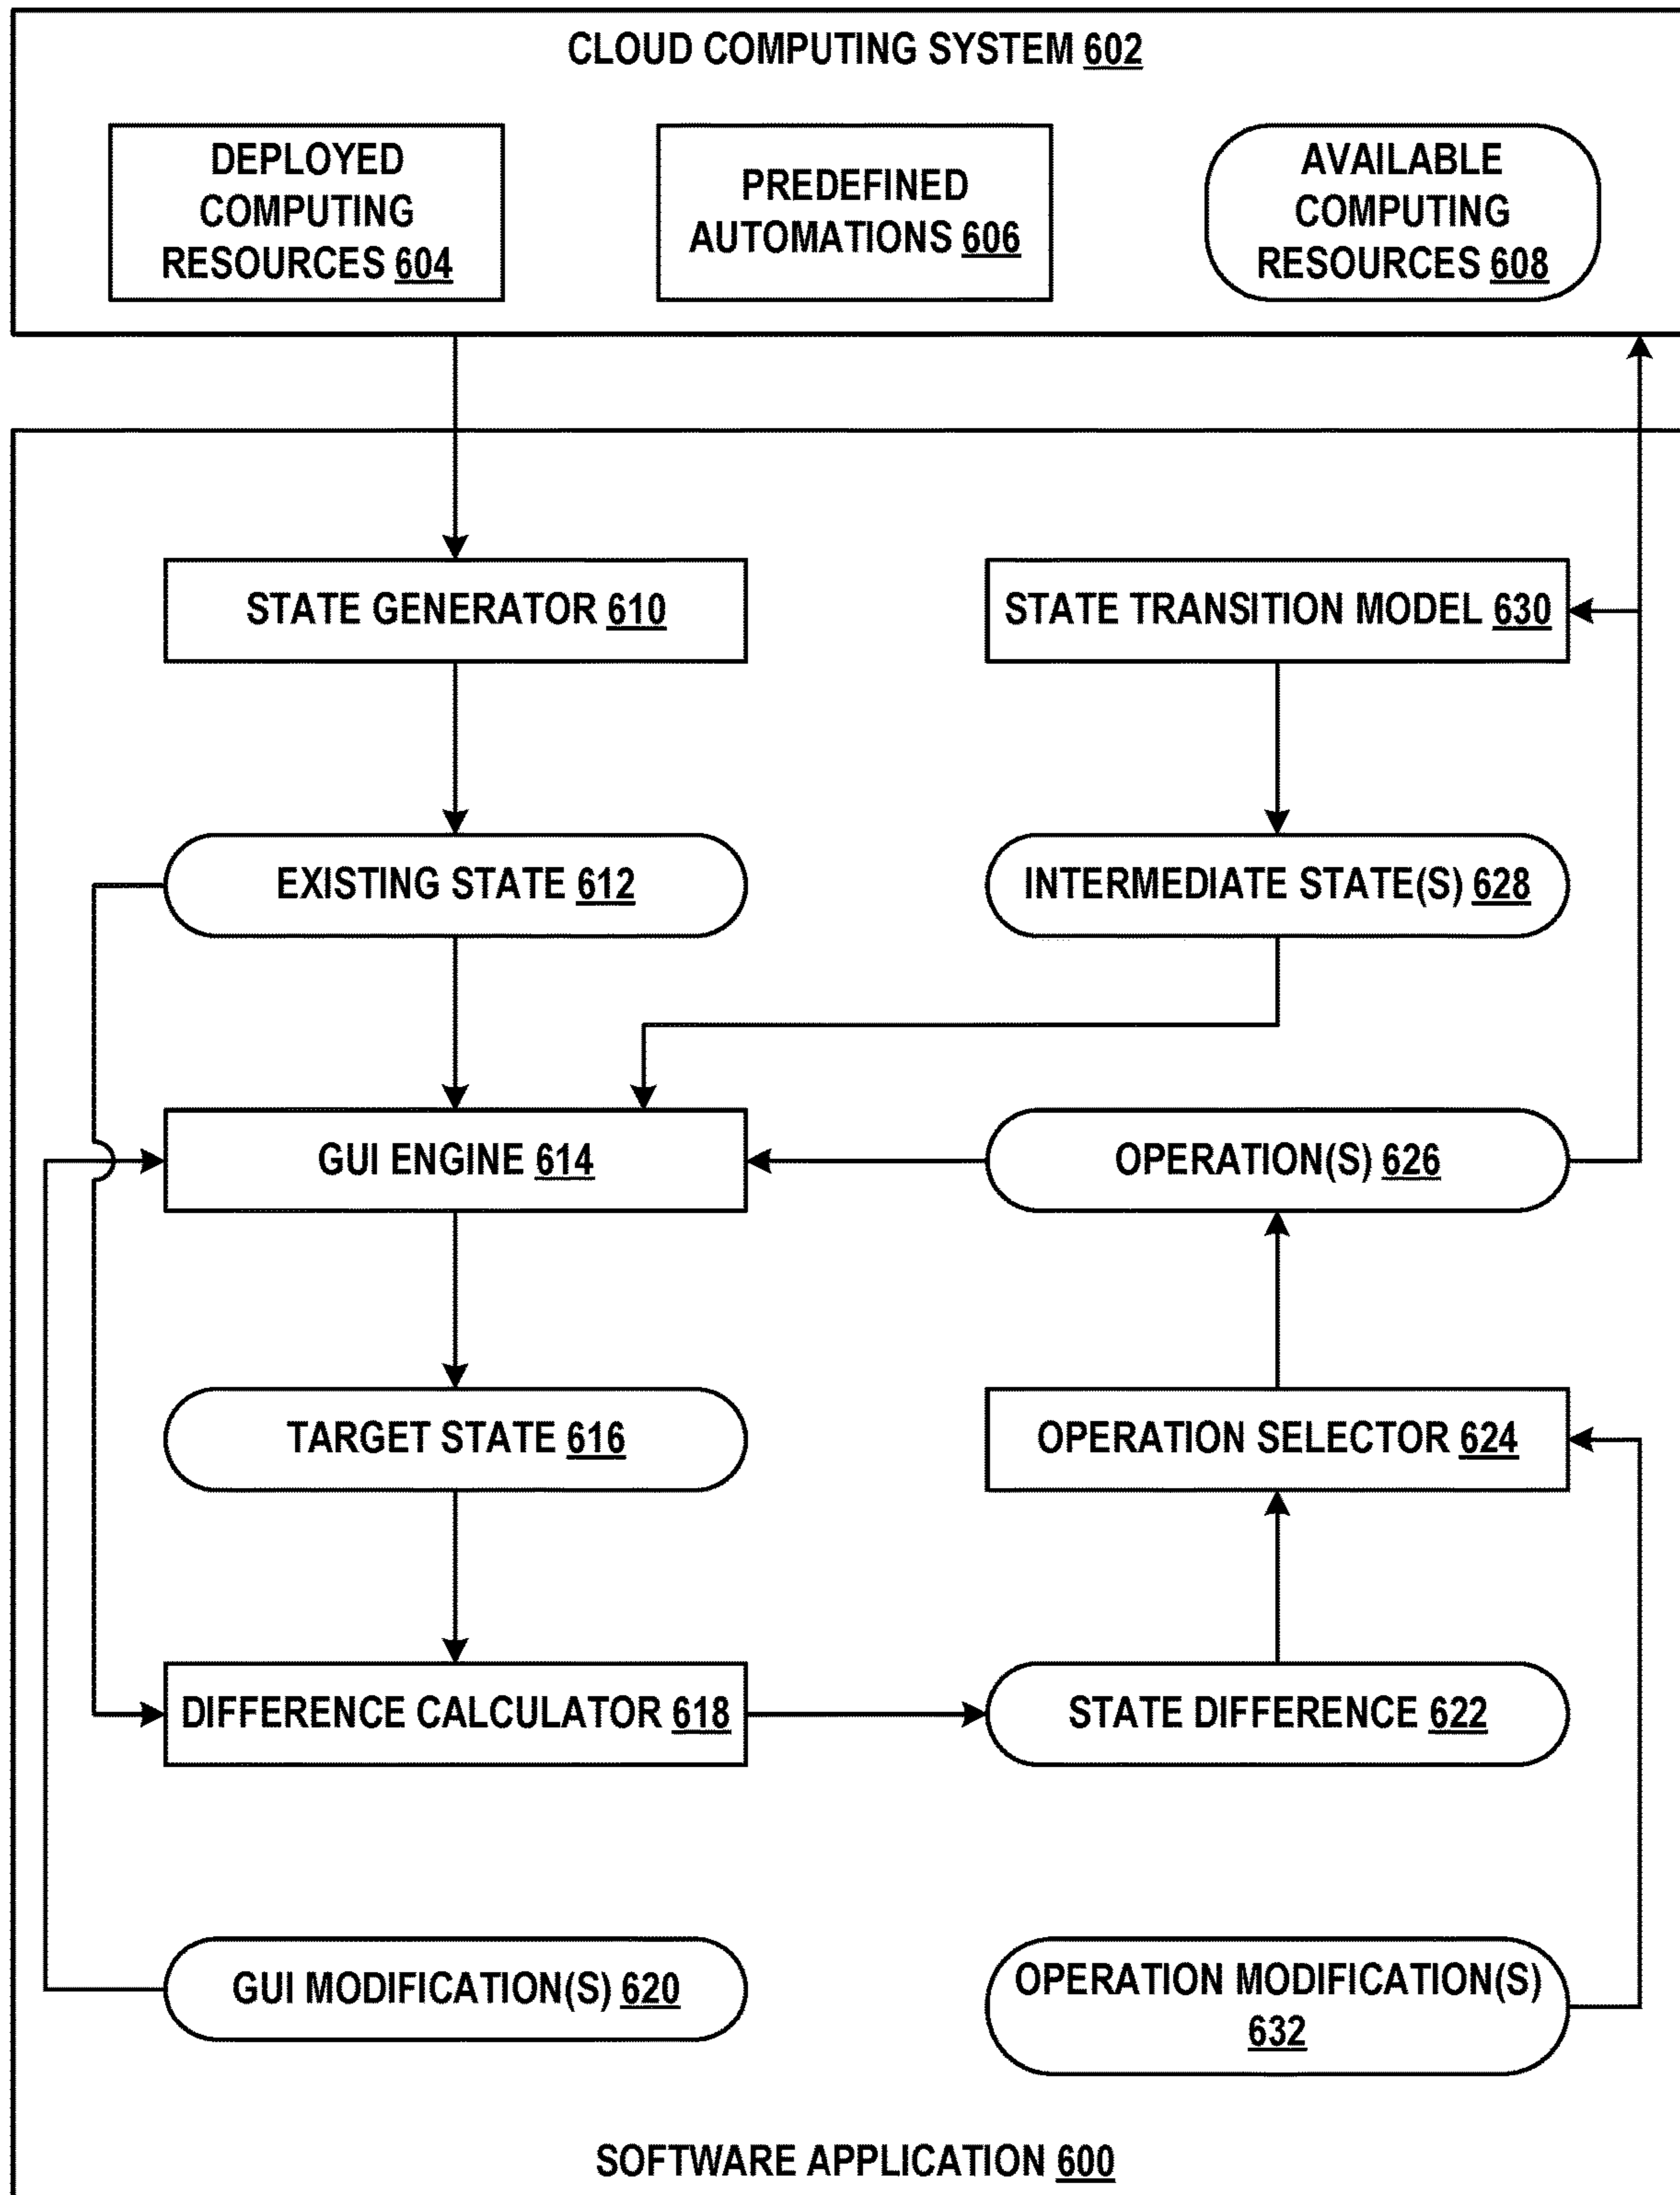 CLOUD COMPUTING SYSTEM 602
DEPLOYED
COMPUTING
RESOURCES 604
PREDEFINED
AUTOMATIONS 606
AVAILABLE
COMPUTING
RESOURCES 608
STATE GENERATOR 610
STATE TRANSITION MODEL 630
EXISTING STATE 612
INTERMEDIATE STATE(S) 628
GUI ENGINE 614
OPERATION(S) 626
TARGET STATE 616
OPERATION SELECTOR 624
DIFFERENCE CALCULATOR 618
STATE DIFFERENCE 622
GUI MODIFICATION(S) 620
OPERATION MODIFICATION(S)
632
SOFTWARE APPLICATION 600